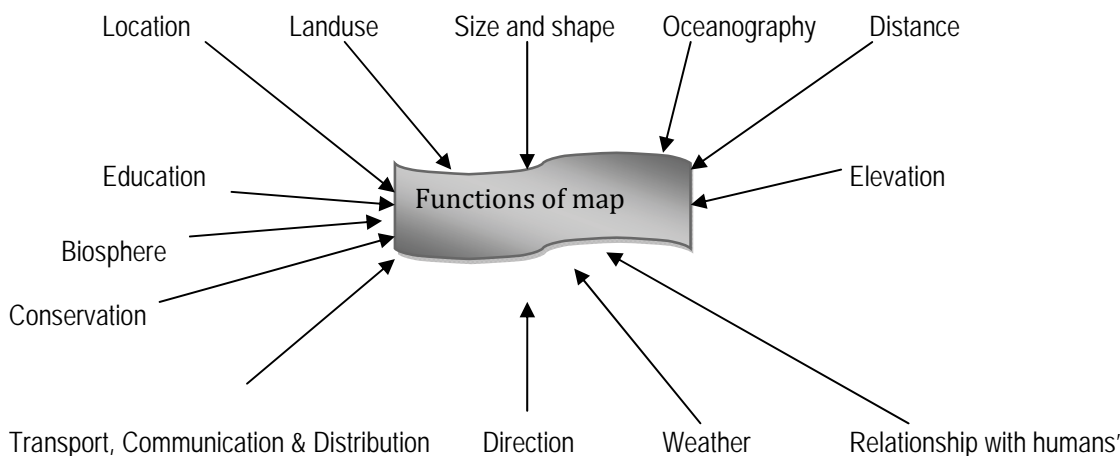 Location Landuse Size and shape Oceanography Distance
Functions of map
Education Elevation
Biosphere
Conservation
Transport, Communication & Distribution Direction Weather Relationship with humans'